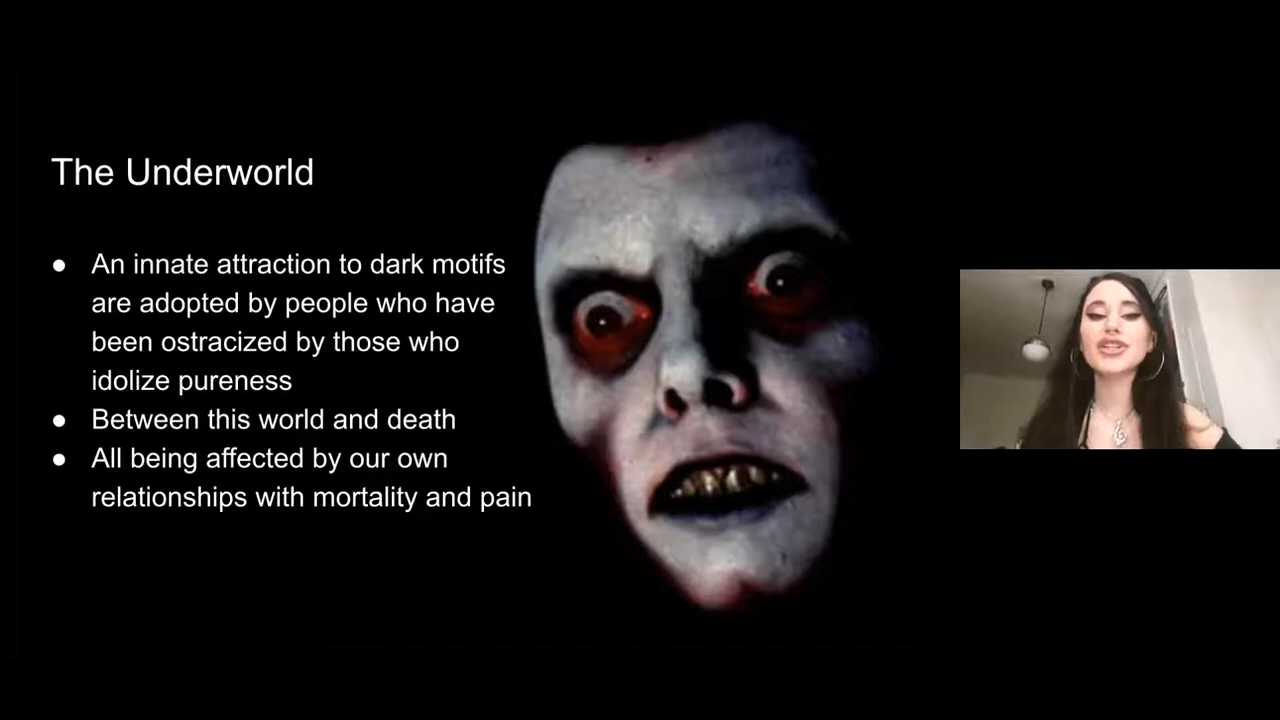 The Underworld
● An innate attraction to dark motifs
are adopted by people who have
been ostracized by those who
idolize pureness
● Between this world and death
● All being affected by our own
relationships with mortality and pain